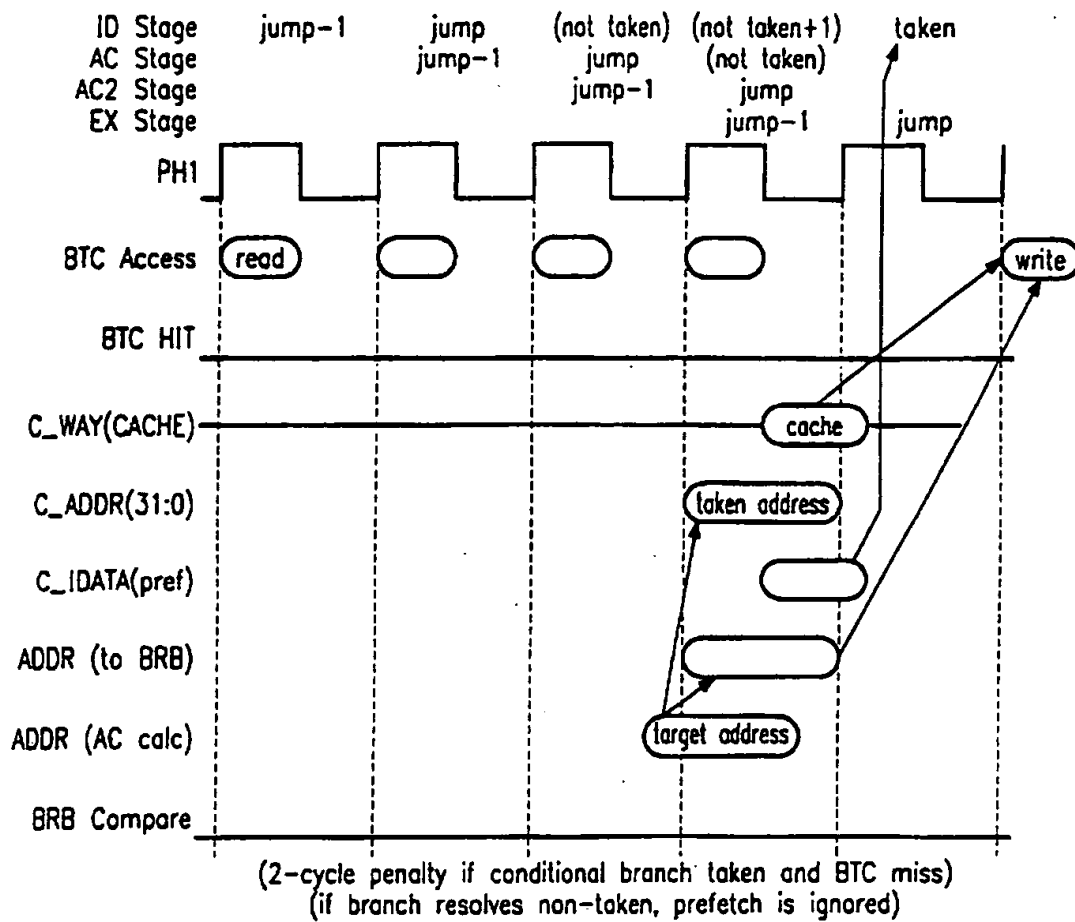 ID Stage jump-1 jump (not taken) (not taken+1) taken
AC Stage jump-1 jump (not taken)
AC2 Stage jump-1 jump
EX Stage jump-1 jump
PH1
BTC Access read write
BTC HIT
C_WAY(CACHE) cache
C_ADDR(31:0) taken address
C_IDATA(pref)
ADDR (to BRB)
ADDR (AC calc) target address
BRB Compare
(2-cycle penalty if conditional branch taken and BTC miss)
(if branch resolves non-taken, prefetch is ignored)